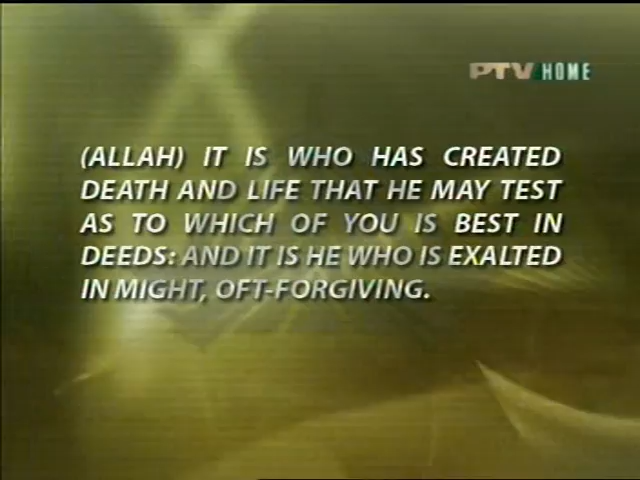 PTV HOME
(ALLAH) IT IS WHO HAS CREATED
DEATH AND LIFE THAT HE MAY TEST
AS TO WHICH OF YOU IS BEST IN
DEEDS: AND IT IS HE WHO IS EXALTED
IN MIGHT, OFT-FORGIVING.